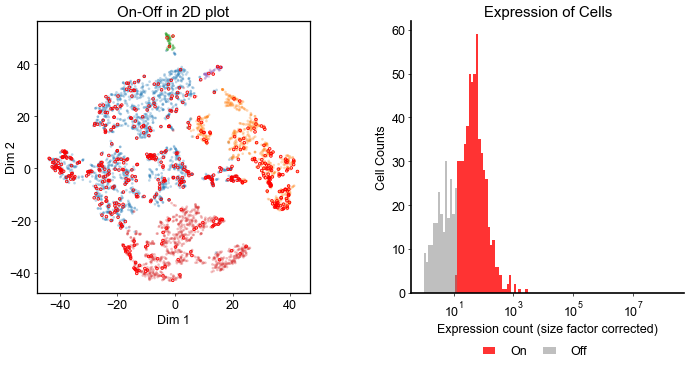 On-Off in 2D plot
Dim 2
40
20
0
−20
−40
−40 −20 0 20 40
Dim 1
Expression of Cells
Cell Counts
60
50
40
30
20
10
0
10^1 10^3 10^5 10^7
Expression count (size factor corrected)
On Off